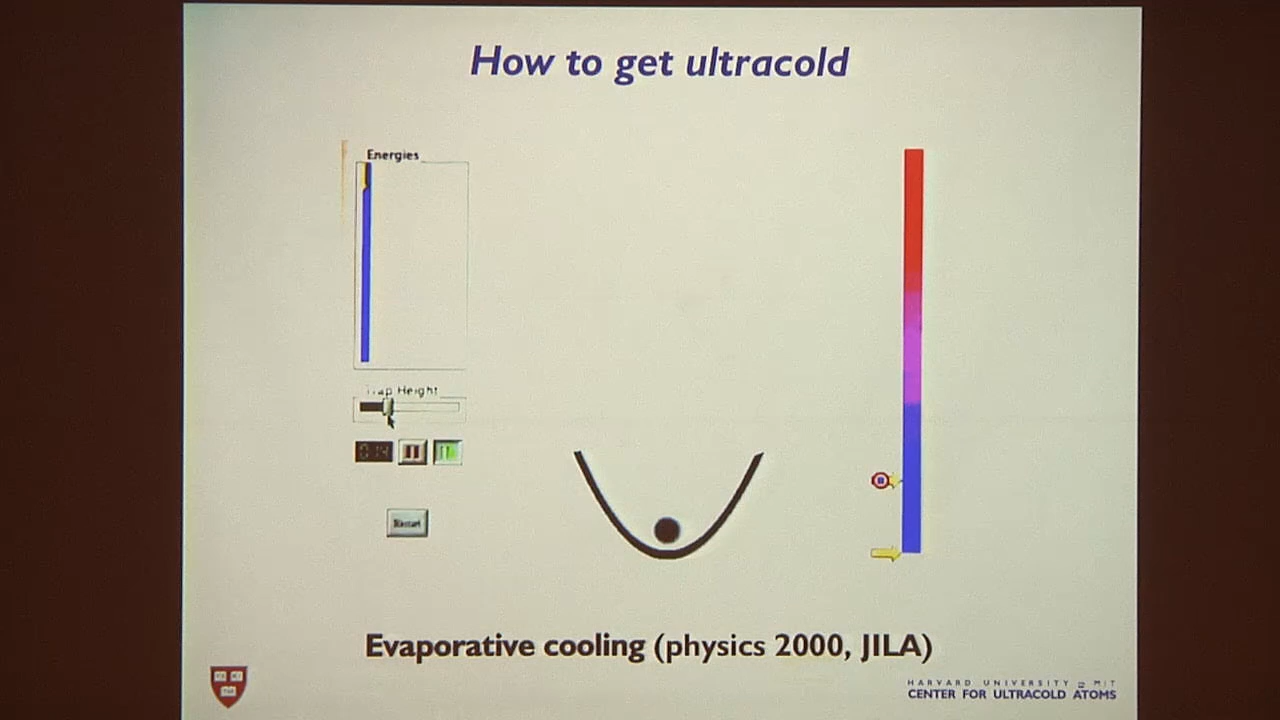 How to get ultracold
Energies
Trap Height
Restart
Evaporative cooling (physics 2000, JILA)
HARVARD UNIVERSITY MIT
CENTER FOR ULTRACOLD ATOMS